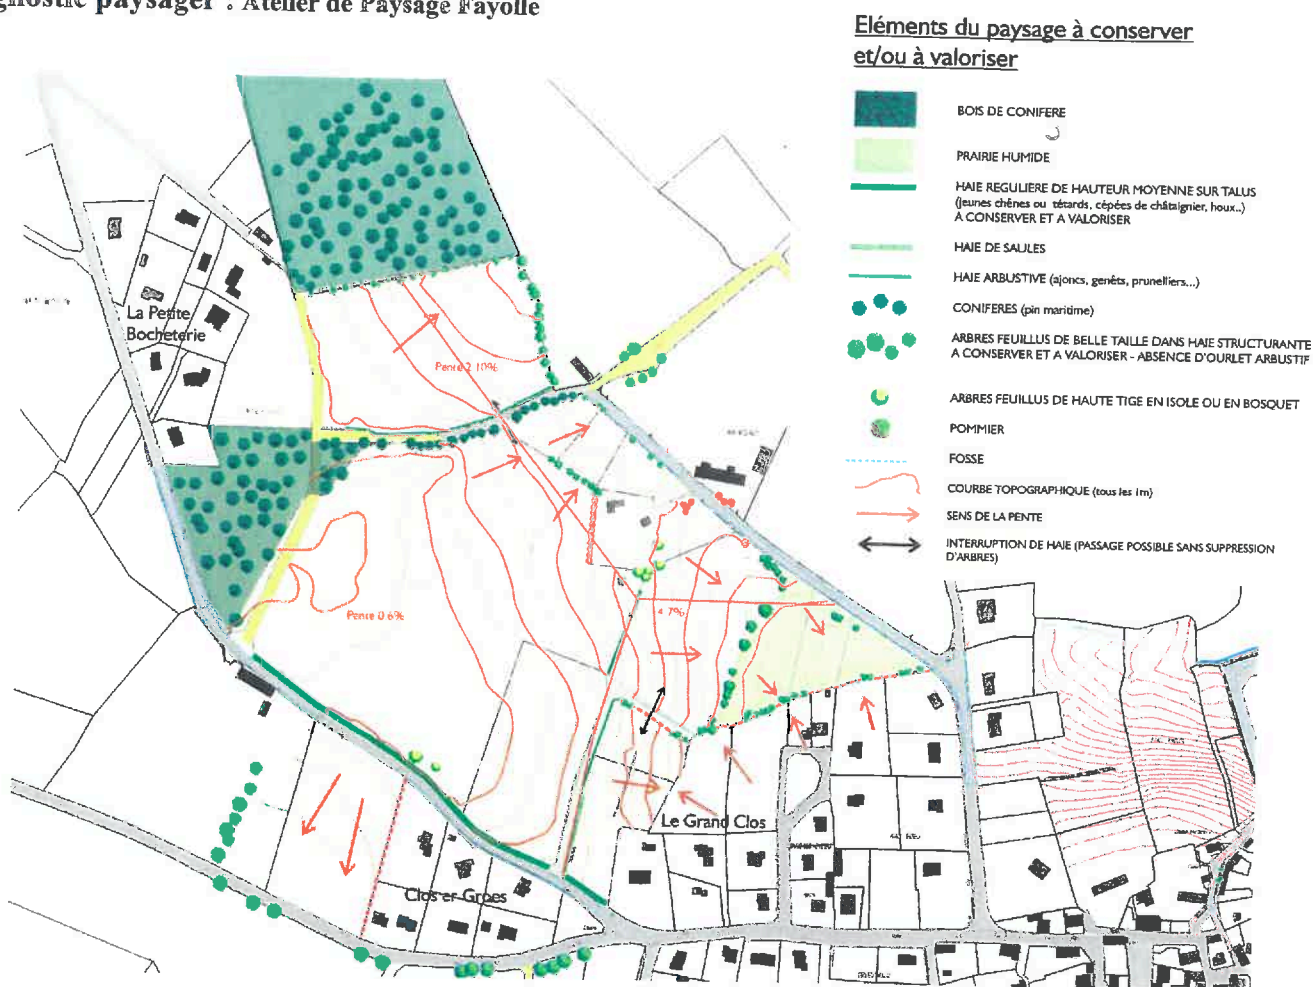 gnostic paysager : Atelier de Paysage Fayolle
Eléments du paysage à conserver
et/ou à valoriser
BOIS DE CONIFERE
PRAIRIE HUMIDE
HAIE REGULIERE DE HAUTEUR MOYENNE SUR TALUS
(jeunes chênes ou têtards, cépées de châtaignier, houx..)
A CONSERVER ET A VALORISER
HAIE DE SAULES
HAIE ARBUSTIVE (ajoncs, genêts, prunelliers...)
CONIFERES (pin maritime)
ARBRES FEUILLUS DE BELLE TAILLE DANS HAIE STRUCTURANTE
A CONSERVER ET A VALORISER - ABSENCE D'OURLET ARBUSTIF
ARBRES FEUILLUS DE HAUTE TIGE EN ISOLE OU EN BOSQUET
POMMIER
FOSSE
COURBE TOPOGRAPHIQUE (tous les 1m)
SENS DE LA PENTE
INTERRUPTION DE HAIE (PASSAGE POSSIBLE SANS SUPPRESSION
D'ARBRES)
La Petite
Bocheterie
Pente 2.10%
Pente 0.6%
4.7%
Le Grand Clos
Clos er Groes